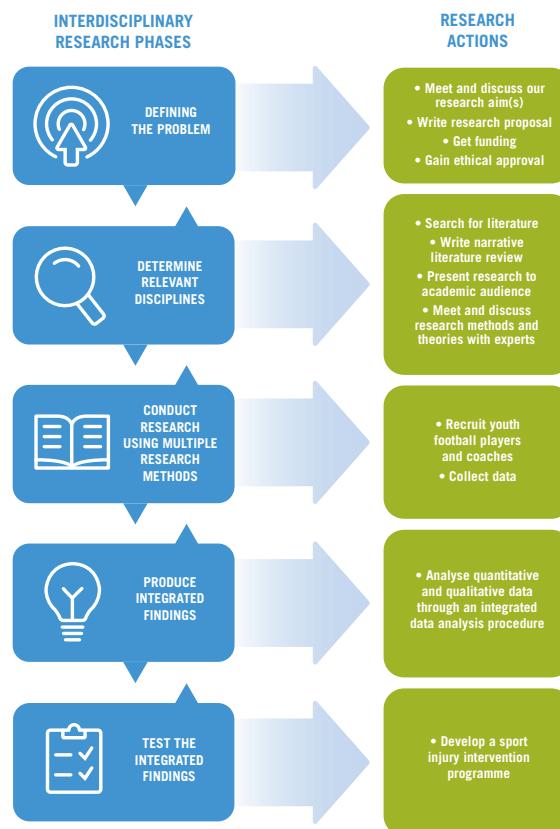 INTERDISCIPLINARY
RESEARCH PHASES
RESEARCH
ACTIONS
DEFINING
THE PROBLEM
• Meet and discuss our
research aim(s)
• Write research proposal
• Get funding
• Gain ethical approval
DETERMINE
RELEVANT
DISCIPLINES
• Search for literature
• Write narrative
literature review
• Present research to
academic audience
• Meet and discuss
research methods and
theories with experts
CONDUCT
RESEARCH
USING MULTIPLE
RESEARCH
METHODS
• Recruit youth
football players
and coaches
• Collect data
PRODUCE
INTEGRATED
FINDINGS
• Analyse quantitative
and qualitative data
through an integrated
data analysis procedure
TEST THE
INTEGRATED
FINDINGS
• Develop a sport
injury intervention
programme